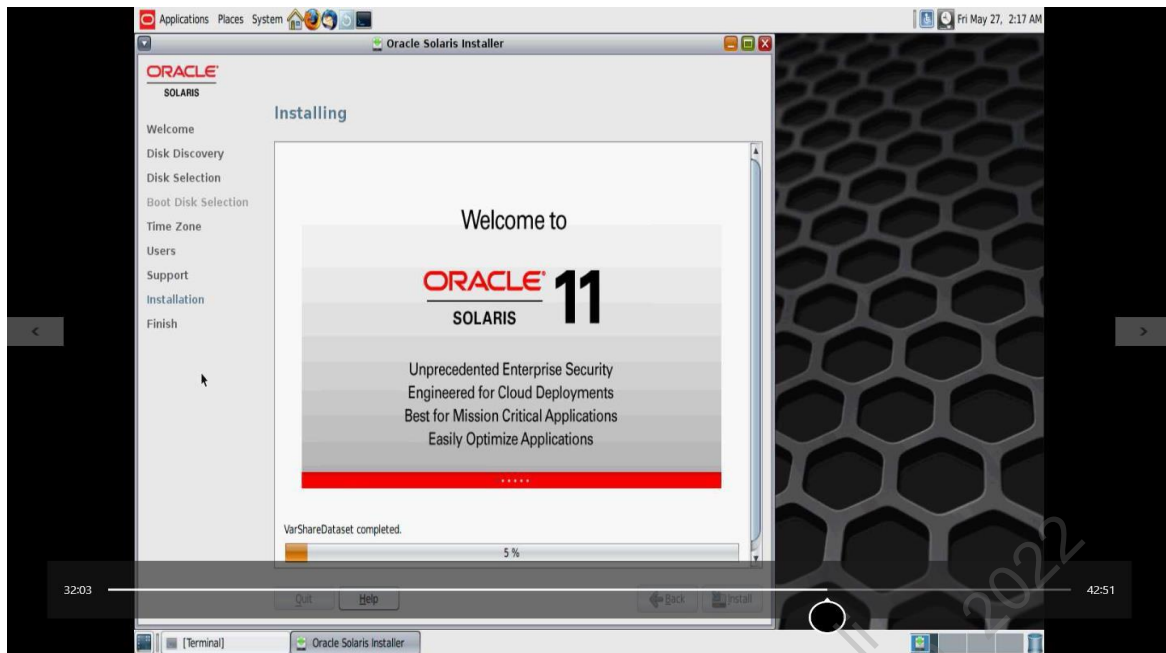 Applications Places System
Fri May 27, 2:17 AM
Oracle Solaris Installer
ORACLE
SOLARIS
Installing
Welcome
Disk Discovery
Disk Selection
Boot Disk Selection
Time Zone
Users
Support
Installation
Finish
Welcome to
ORACLE 11
SOLARIS
Unprecedented Enterprise Security
Engineered for Cloud Deployments
Best for Mission Critical Applications
Easily Optimize Applications
VarShareDataset completed.
5 %
32:03
42:51
Quit
Help
Back
Install
2022
[Terminal]
Oracle Solaris Installer